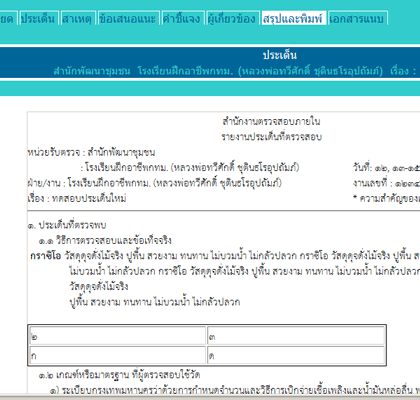 ยด ประเด็น สาเหตุ ข้อเสนอแนะ คำชี้แจง ผู้เกี่ยวข้อง สรุปและพิมพ์ เอกสารแนบ
ประเด็น
สำนักพัฒนาชุมชน โรงเรียนฝึกอาชีพกทม. (หลวงพ่อทวีศักดิ์ ชุตินธโรอุปถัมภ์) เรื่อง :
สำนักงานตรวจสอบภายใน
รายงานประเด็นที่ตรวจสอบ
หน่วยรับตรวจ : สำนักพัฒนาชุมชน
: โรงเรียนฝึกอาชีพกทม. (หลวงพ่อทวีศักดิ์ ชุตินธโรอุปถัมภ์) วันที่: ๑๒, ๑๓-๑๕
ฝ่าย/งาน : โรงเรียนฝึกอาชีพกทม. (หลวงพ่อทวีศักดิ์ ชุตินธโรอุปถัมภ์) งานเลขที่ : ๑๒๓๔
เรื่อง : ทดสอบประเด็นใหม่ * ความสำคัญของ
๑. ประเด็นที่ตรวจพบ
๑.๑ วิธีการตรวจสอบและข้อเท็จจริง
กราซิโอ วัสดุดุจดั่งไม้จริง ปูพื้น สวยงาม ทนทาน ไม่บวมน้ำ ไม่กลัวปลวก กราซิโอ วัสดุดุจดั่งไม้จริง ปูพื้น ส
ไม่บวมน้ำ ไม่กลัวปลวก กราซิโอ วัสดุดุจดั่งไม้จริง ปูพื้น สวยงาม ทนทาน ไม่บวมน้ำ ไม่กลัวปลวก
วัสดุดุจดั่งไม้จริง
ปูพื้น สวยงาม ทนทาน ไม่บวมน้ำ ไม่กลัวปลวก
๒ ๓
ก ด
๑.๒ เกณฑ์หรือมาตรฐาน ที่ผู้ตรวจสอบใช้วัด
๑) ระเบียบกรุงเทพมหานครว่าด้วยการกำหนดจำนวนและวิธีการเบิกจ่ายเชื้อเพลิงและน้ำมันหล่อลื่น